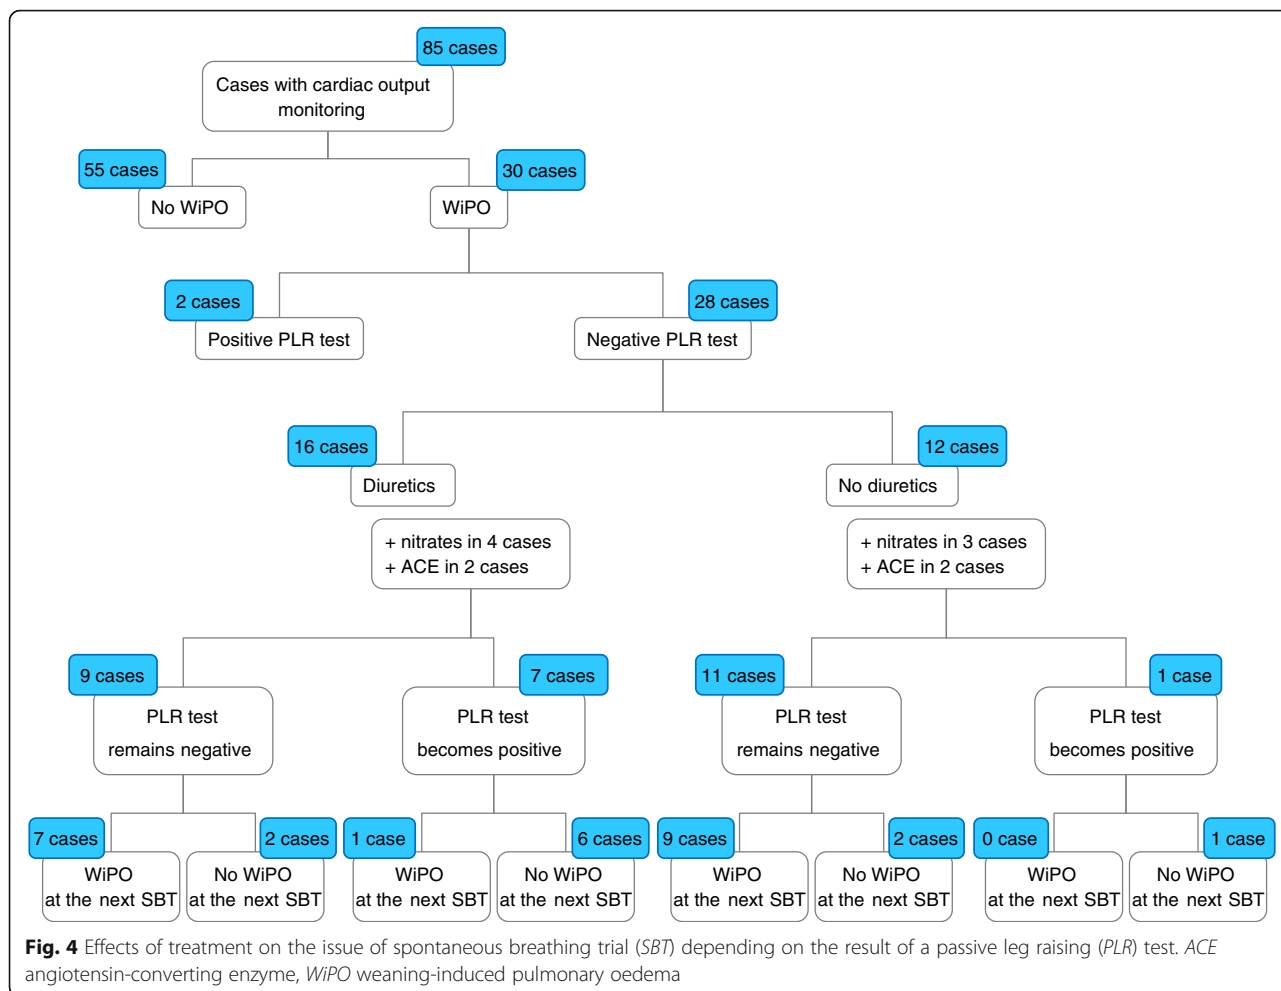 85 cases
Cases with cardiac output
monitoring
55 cases
30 cases
No WiPO
WiPO
2 cases
28 cases
Positive PLR test
Negative PLR test
16 cases
12 cases
Diuretics
No diuretics
+ nitrates in 4 cases
+ ACE in 2 cases
+ nitrates in 3 cases
+ ACE in 2 cases
9 cases
7 cases
11 cases
1 case
PLR test
remains negative
PLR test
becomes positive
PLR test
remains negative
PLR test
becomes positive
7 cases
2 cases
1 case
6 cases
9 cases
2 cases
0 case
1 case
WiPO
at the next SBT
No WiPO
at the next SBT
WiPO
at the next SBT
No WiPO
at the next SBT
WiPO
at the next SBT
No WiPO
at the next SBT
WiPO
at the next SBT
No WiPO
at the next SBT
Fig. 4 Effects of treatment on the issue of spontaneous breathing trial (SBT) depending on the result of a passive leg raising (PLR) test. ACE
angiotensin-converting enzyme, WiPO weaning-induced pulmonary oedema